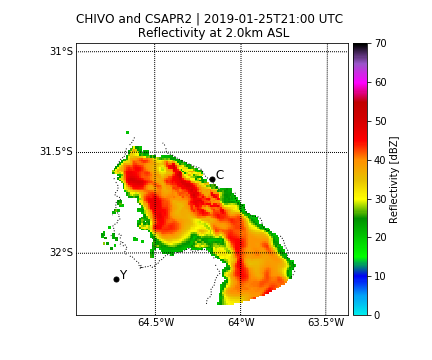 CHIVO and CSAPR2 | 2019-01-25T21:00 UTC
Reflectivity at 2.0km ASL
31°S
31.5°S
32°S
64.5°W
64°W
63.5°W
C
Y
70
60
50
40
30
20
10
0
Reflectivity [dBZ]